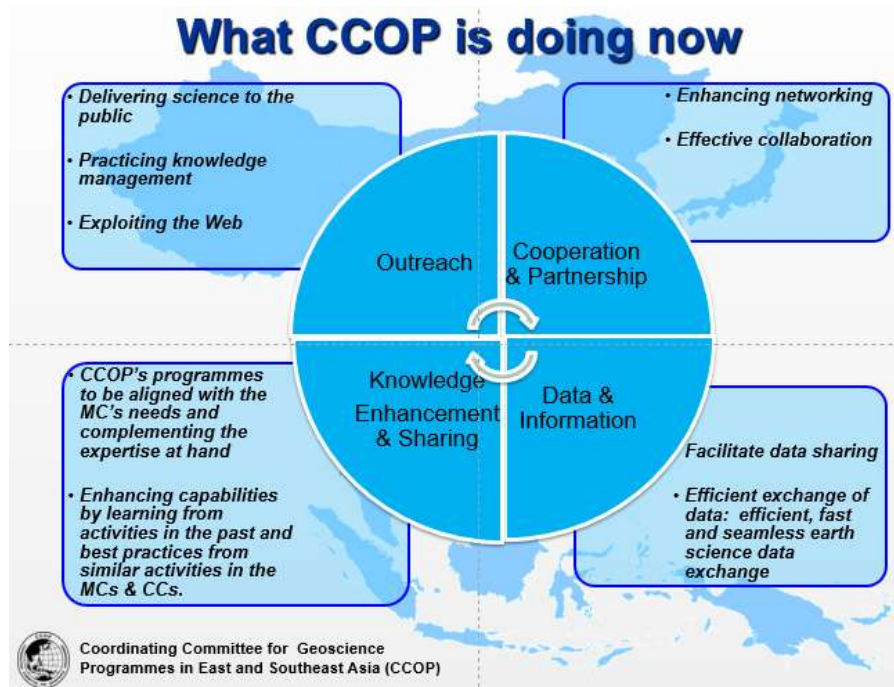 What CCOP is doing now
• Delivering science to the
public
• Practicing knowledge
management
• Exploiting the Web
• Enhancing networking
• Effective collaboration
Outreach
Cooperation
& Partnership
Knowledge
Enhancement
& Sharing
Data &
Information
• CCOP's programmes
to be aligned with the
MC's needs and
complementing the
expertise at hand
• Enhancing capabilities
by learning from
activities in the past and
best practices from
similar activities in the
MCs & CCs.
Facilitate data sharing
• Efficient exchange of
data: efficient, fast
and seamless earth
science data
exchange
Coordinating Committee for Geoscience
Programmes in East and Southeast Asia (CCOP)